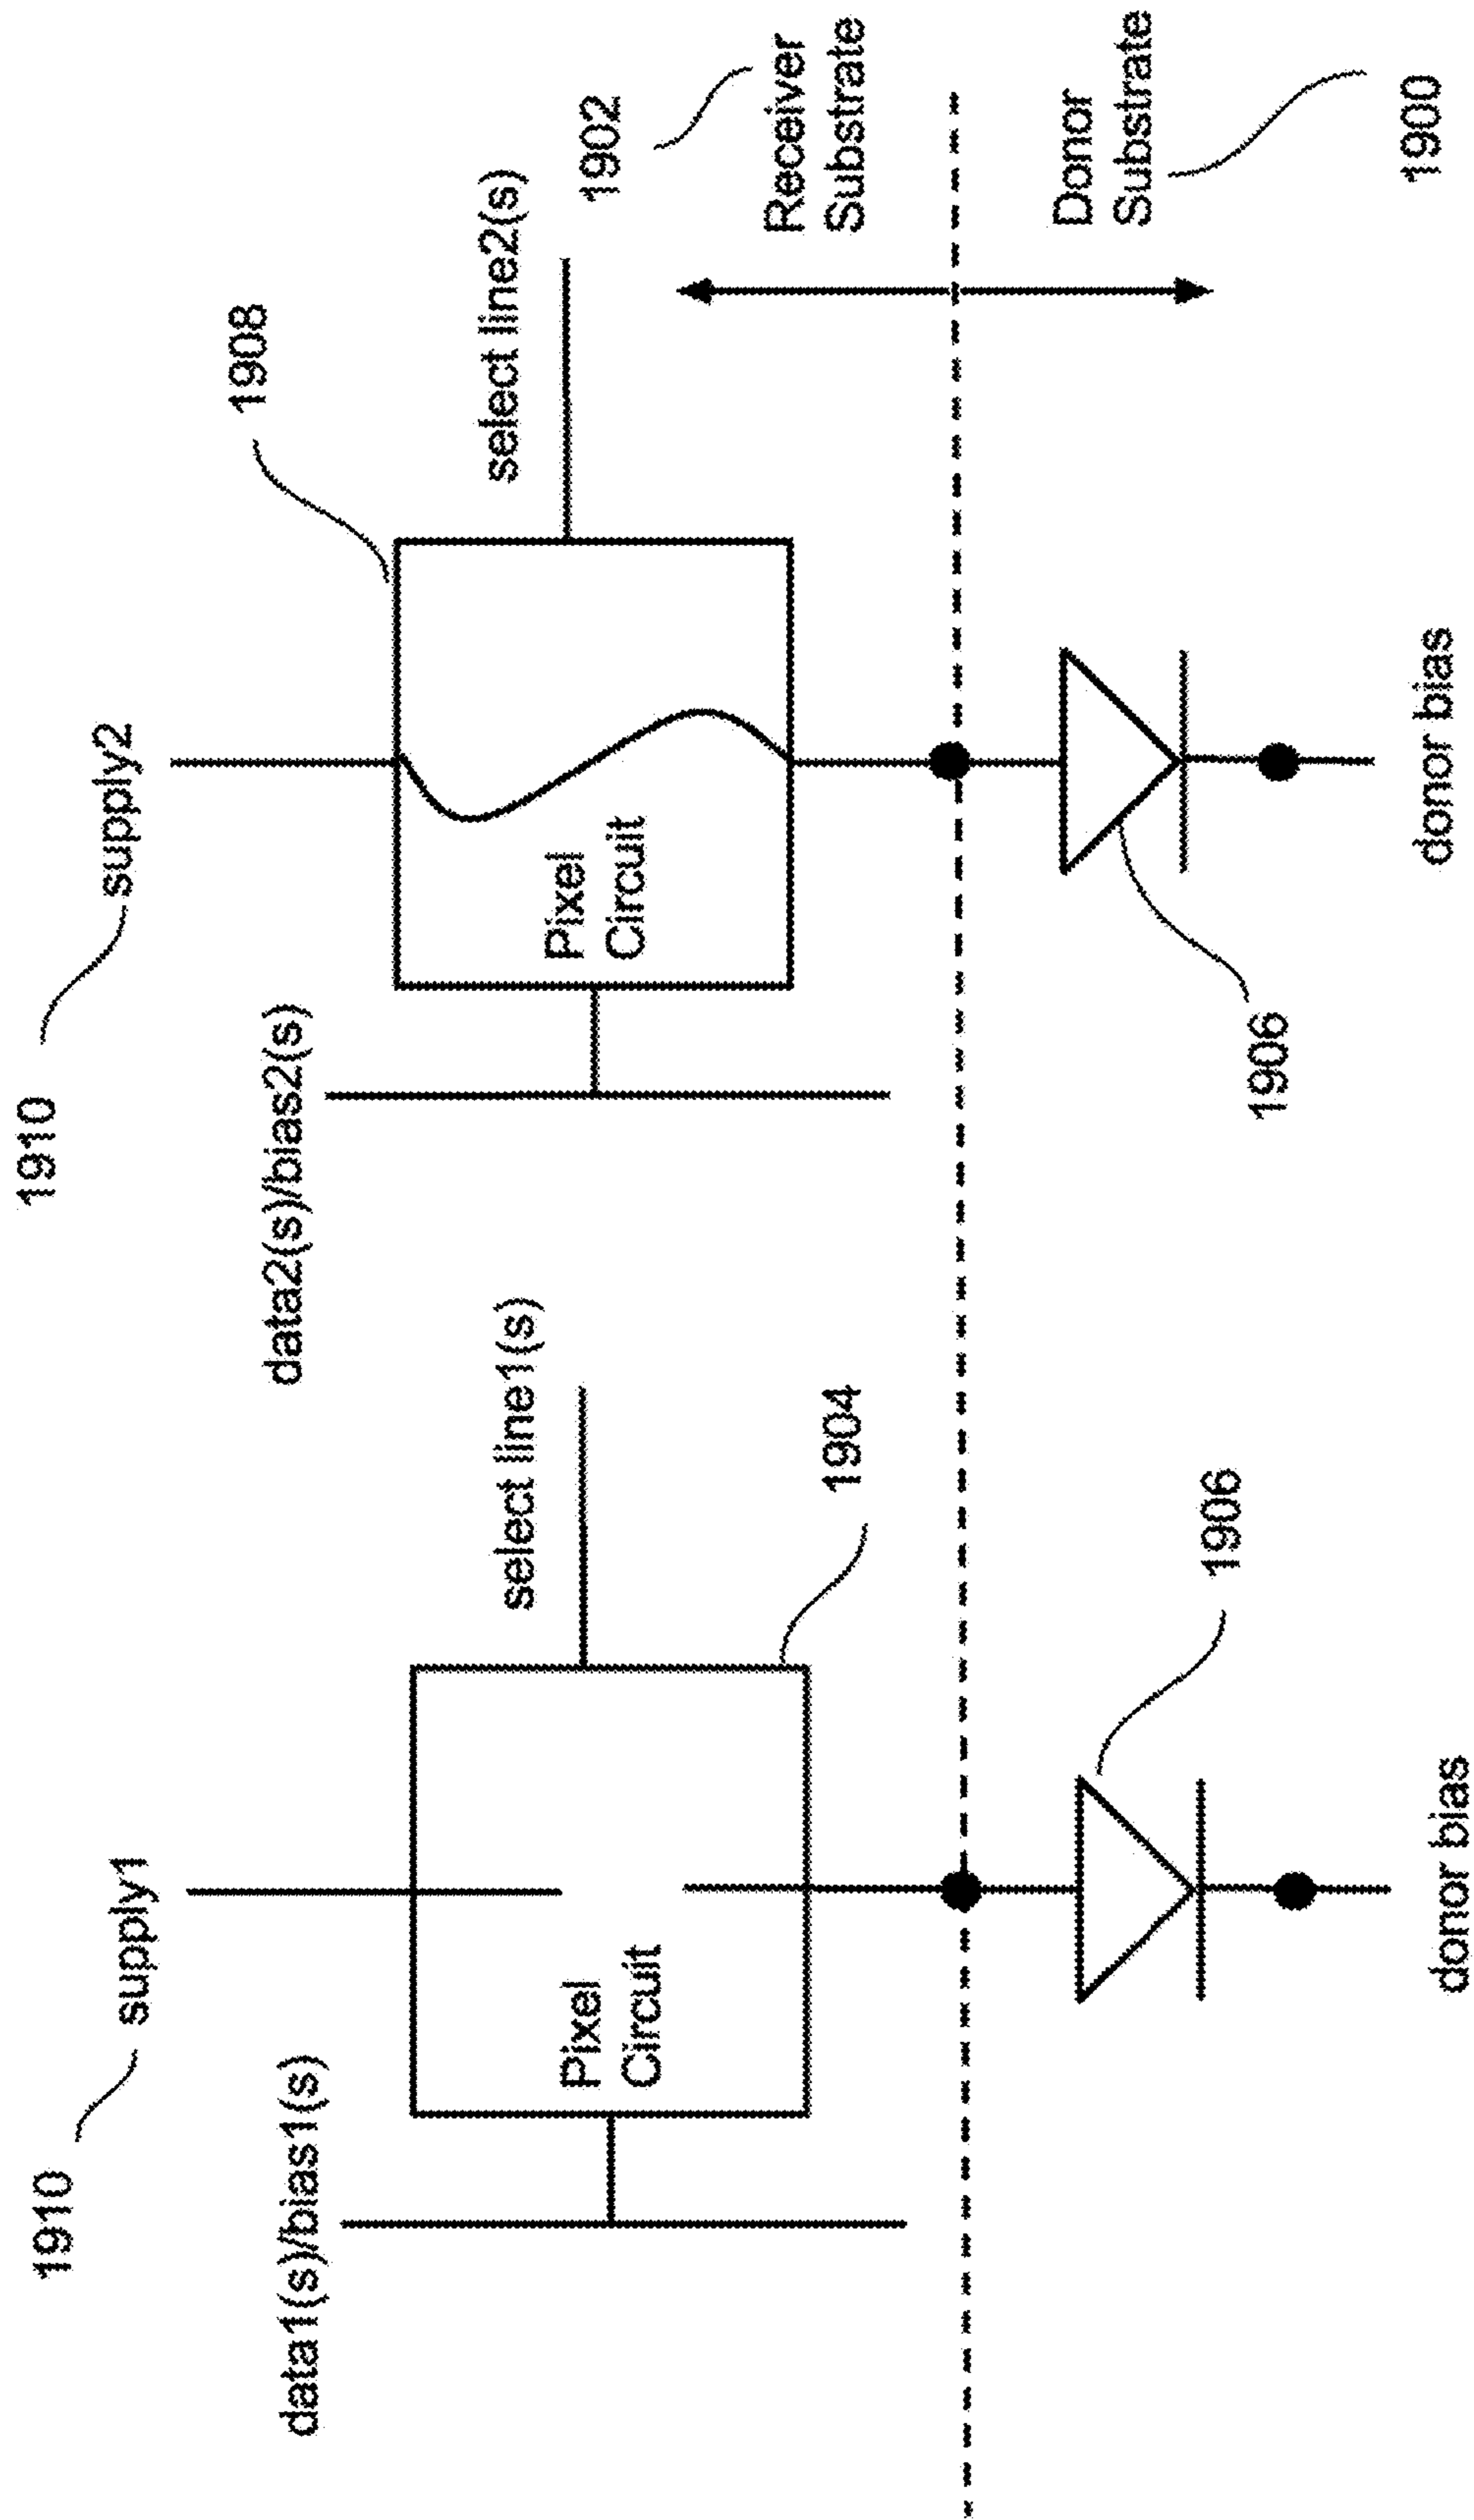 1910
supply1
data1(s)/bias1(s)
Pixel
Circuit
select line1(s)
1904
1906
donor bias
1910
supply2
data2(s)/bias2(s)
Pixel
Circuit
1908
select line2(s)
1906
donor bias
1902
Receiver
Substrate
Donor
Substrate
1900